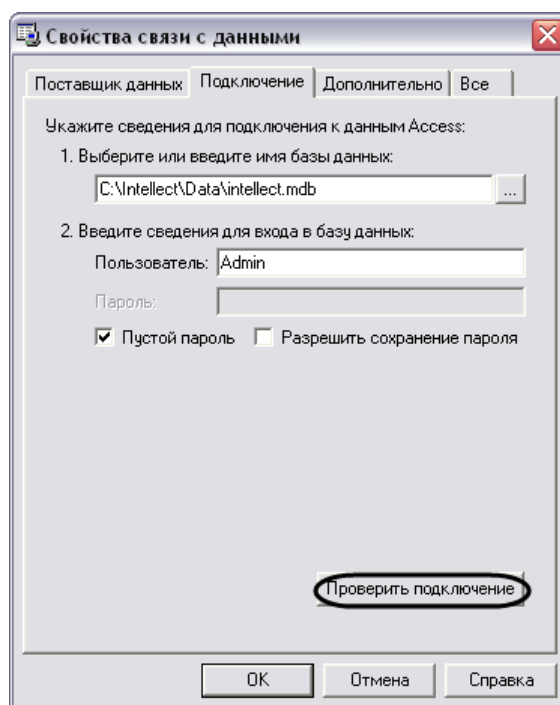 Свойства связи с данными
Поставщик данных Подключение Дополнительно Все
Укажите сведения для подключения к данным Access:
1. Выберите или введите имя базы данных:
C:\Intellect\Data\intellect.mdb ...
2. Введите сведения для входа в базу данных:
Пользователь: Admin
Пароль:
Пустой пароль Разрешить сохранение пароля
Проверить подключение
OK Отмена Справка